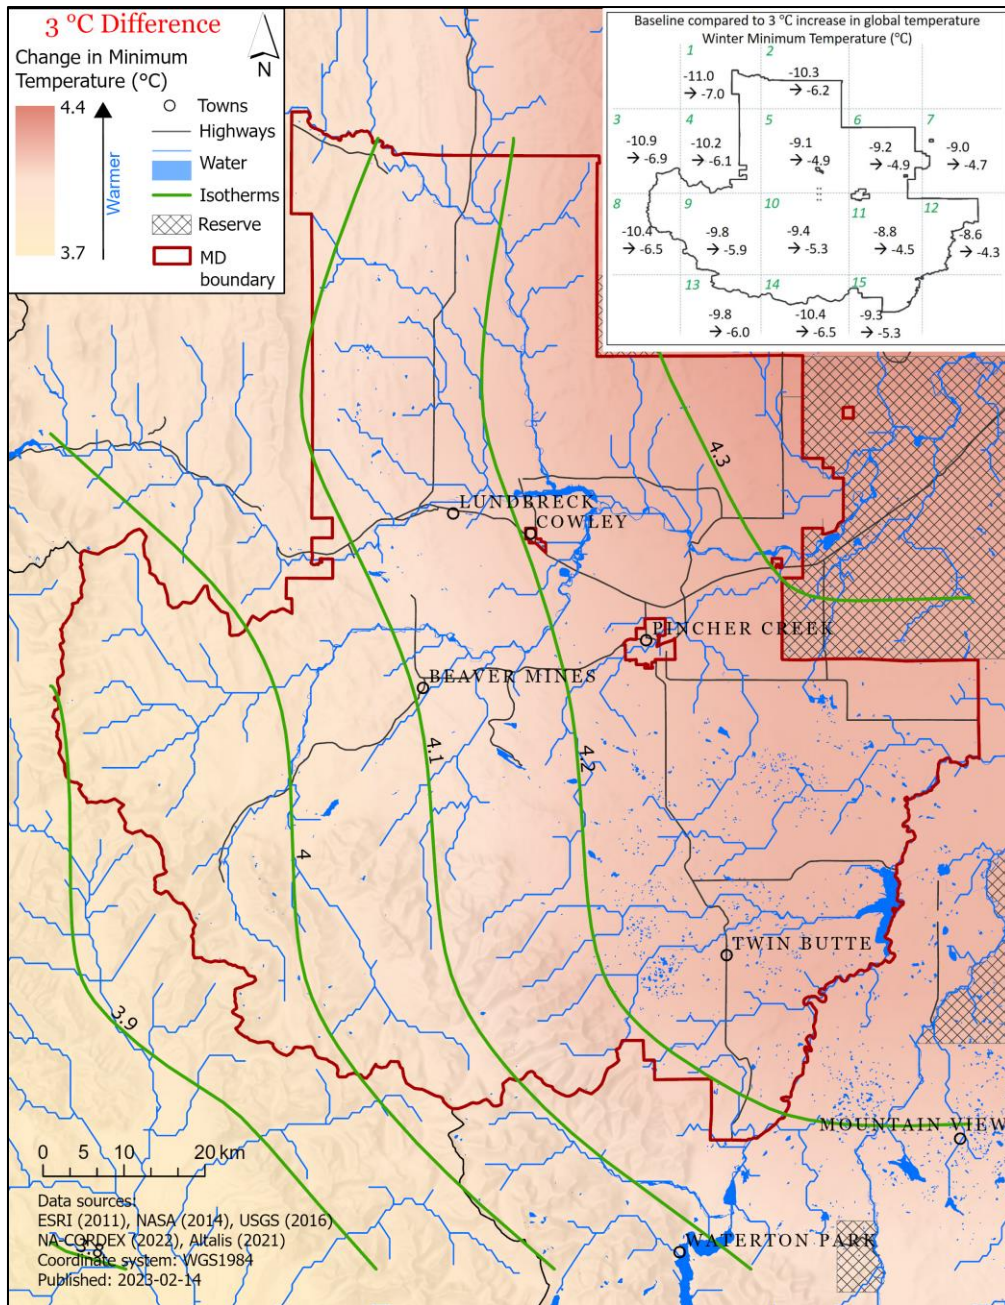 3 °C Difference
Change in Minimum
Temperature (°C)
4.4
Warmer
3.7
N
Towns
Highways
Water
Isotherms
Reserve
MD
boundary
Baseline compared to 3 °C increase in global temperature
Winter Minimum Temperature (°C)
1
-11.0
→ -7.0
2
-10.3
→ -6.2
3
-10.9
→ -6.9
4
-10.2
→ -6.1
5
-9.1
→ -4.9
6
-9.2
→ -4.9
7
-9.0
→ -4.7
8
-10.4
→ -6.5
9
-9.8
→ -5.9
10
-9.4
→ -5.3
11
-8.8
→ -4.5
12
-8.6
→ -4.3
13
-9.8
→ -6.0
14
-10.4
→ -6.5
15
-9.3
→ -5.3
4.3
LUNDBRECK
COWLEY
PINCHER CREEK
BEAVER MINES
4.1
4.2
4
TWIN BUTTE
3.9
MOUNTAIN VIEW
WATERTON PARK
0 5 10 20 km
Data sources:
ESRI (2011), NASA (2014), USGS (2016)
NA-CORDEX (2022), Altalis (2021)
3.8
Coordinate system: WGS1984
Published: 2023-02-14